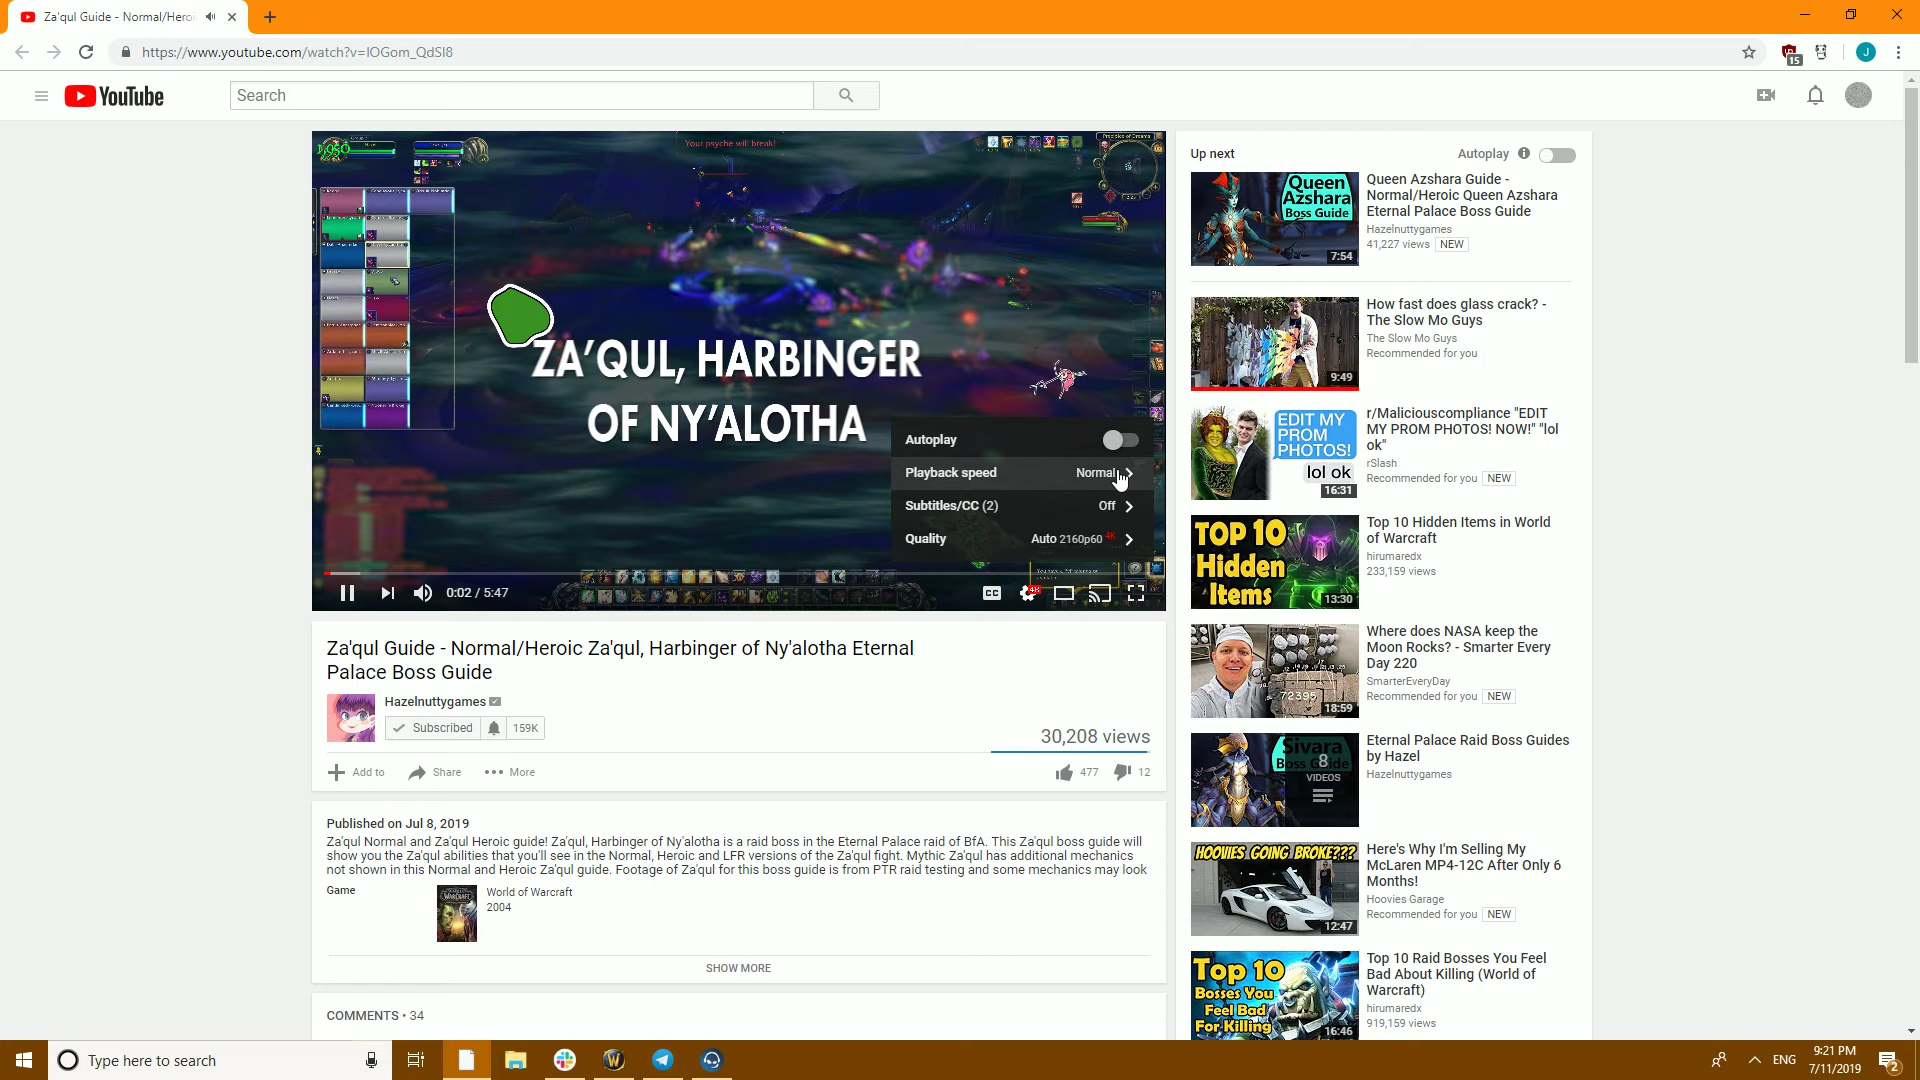 Za'qul Guide - Normal/Heroi
https://www.youtube.com/watch?v=IOGom_QdSI8
15
J
YouTube
Search
Your psyche will break!
ZA'QUL, HARBINGER
OF NY'ALOTHA
Autoplay
Playback speed Normal
Subtitles/CC (2) Off
Quality Auto 2160p60 4K
0:02 / 5:47
CC
Za'qul Guide - Normal/Heroic Za'qul, Harbinger of Ny'alotha Eternal
Palace Boss Guide
Hazelnuttygames
Subscribed 159K
30,208 views
Add to Share More 477 12
Published on Jul 8, 2019
Za'qul Normal and Za'qul Heroic guide! Za'qul, Harbinger of Ny'alotha is a raid boss in the Eternal Palace raid of BfA. This Za'qul boss guide will
show you the Za'qul abilities that you'll see in the Normal, Heroic and LFR versions of the Za'qul fight. Mythic Za'qul has additional mechanics
not shown in this Normal and Heroic Za'qul guide. Footage of Za'qul for this boss guide is from PTR raid testing and some mechanics may look
Game
World of Warcraft
2004
SHOW MORE
COMMENTS • 34
Up next
Autoplay
Queen
Azshara
Boss Guide
7:54
Queen Azshara Guide -
Normal/Heroic Queen Azshara
Eternal Palace Boss Guide
Hazelnuttygames
41,227 views NEW
9:49
How fast does glass crack? -
The Slow Mo Guys
The Slow Mo Guys
Recommended for you
EDIT MY
PROM
PHOTOS!
lol ok
16:31
r/Maliciouscompliance "EDIT
MY PROM PHOTOS! NOW!" "lol
ok"
rSlash
Recommended for you NEW
TOP 10
Hidden
Items
13:30
Top 10 Hidden Items in World
of Warcraft
hirumaredx
233,159 views
72395
18:59
Where does NASA keep the
Moon Rocks? - Smarter Every
Day 220
SmarterEveryDay
Recommended for you NEW
Sivara
Boss Guide
8
VIDEOS
Eternal Palace Raid Boss Guides
by Hazel
Hazelnuttygames
HOOVIES GOING BROKE???
12:47
Here's Why I'm Selling My
McLaren MP4-12C After Only 6
Months!
Hoovies Garage
Recommended for you NEW
Top 10
Bosses You
Feel Bad
For Killing
16:46
Top 10 Raid Bosses You Feel
Bad About Killing (World of
Warcraft)
hirumaredx
919,159 views
Type here to search
ENG
9:21 PM
7/11/2019
2